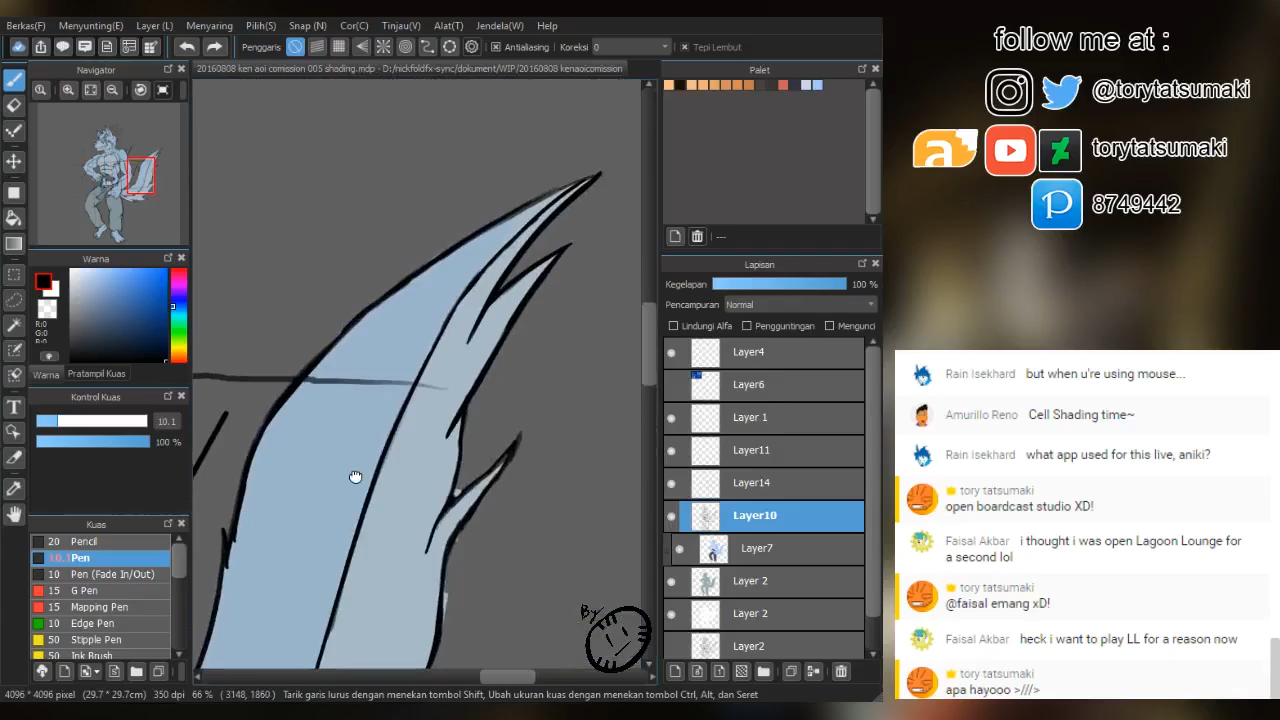 Berkas(F) Menyunting(E) Layer (L) Menyaring Pilih(S) Snap (N) Cor(C) Tinjau(V) Alat(T) Jendela(W) Help
Penggaris Antialiasing Koreksi 0 Tepi Lembut
Navigator
20160808 ken aoi comission 005 shading.mdp - D:/nickfoldfx-sync/dokument/WIP/20160808 kenaoicomission
Palet
---
Warna
R:0
G:0
Warna Pratampil Kuas
Kontrol Kuas
10.1
100 %
Kuas
20 Pencil
10.1 Pen
10 Pen (Fade In/Out)
15 G Pen
15 Mapping Pen
10 Edge Pen
50 Stipple Pen
50 Ink Brush
Lapisan
Kegelapan 100 %
Pencampuran Normal
Lindungi Alfa Pengguntingan Mengunci
Layer4
Layer6
Layer 1
Layer11
Layer14
Layer10
Layer7
Layer 2
Layer 2
Layer2
By
4096 * 4096 pixel (29.7 * 29.7cm) 350 dpi 66 % ( 3148, 1860 ) Tarik garis lurus dengan menekan tombol Shift, Ubah ukuran kuas dengan menekan tombol Ctrl, Alt, dan Seret
follow me at :
@torytatsumaki
torytatsumaki
8749442
Rain Isekhard but when u're using mouse...
Amurillo Reno Cell Shading time~
Rain Isekhard what app used for this live, aniki?
tory tatsumaki
open boardcast studio XD!
Faisal Akbar i thought i was open Lagoon Lounge for
a second lol
tory tatsumaki
@faisal emang xD!
Faisal Akbar heck i want to play LL for a reason now
tory tatsumaki
apa hayooo >///>